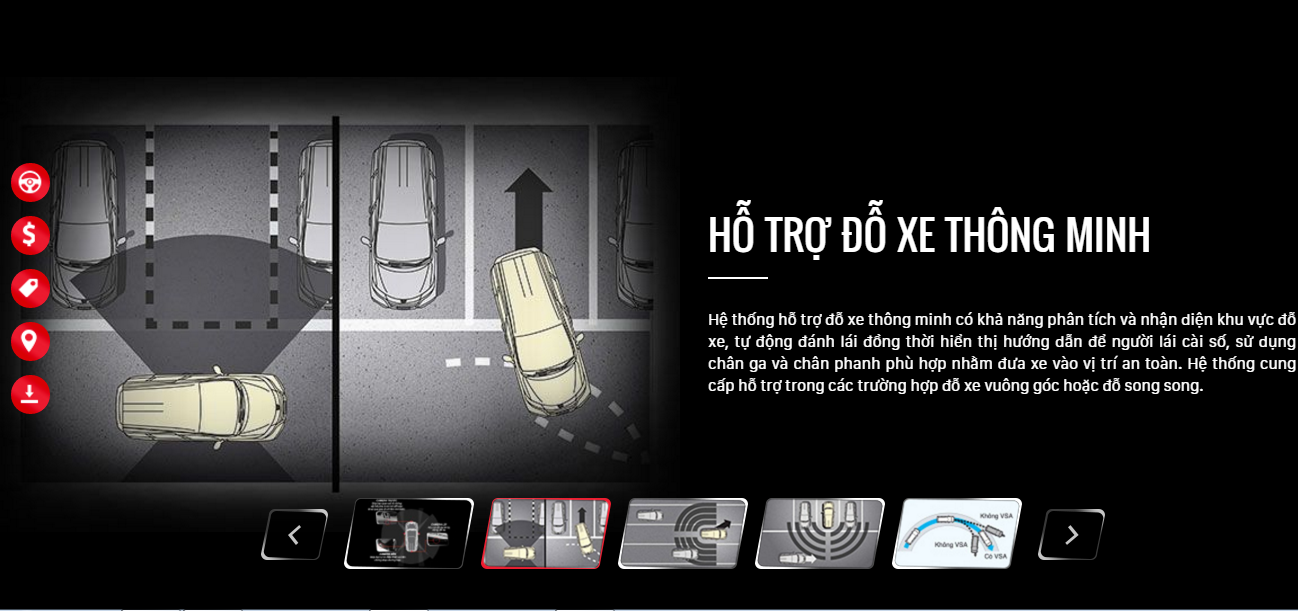 HỖ TRỢ ĐỖ XE THÔNG MINH
Hệ thống hỗ trợ đỗ xe thông minh có khả năng phân tích và nhận diện khu vực đỗ
xe, tự động đánh lái đồng thời hiển thị hướng dẫn để người lái cài số, sử dụng
chân ga và chân phanh phù hợp nhằm đưa xe vào vị trí an toàn. Hệ thống cung
cấp hỗ trợ trong các trường hợp đỗ xe vuông góc hoặc đỗ song song.
Không VSA
Không VSA
Có VSA